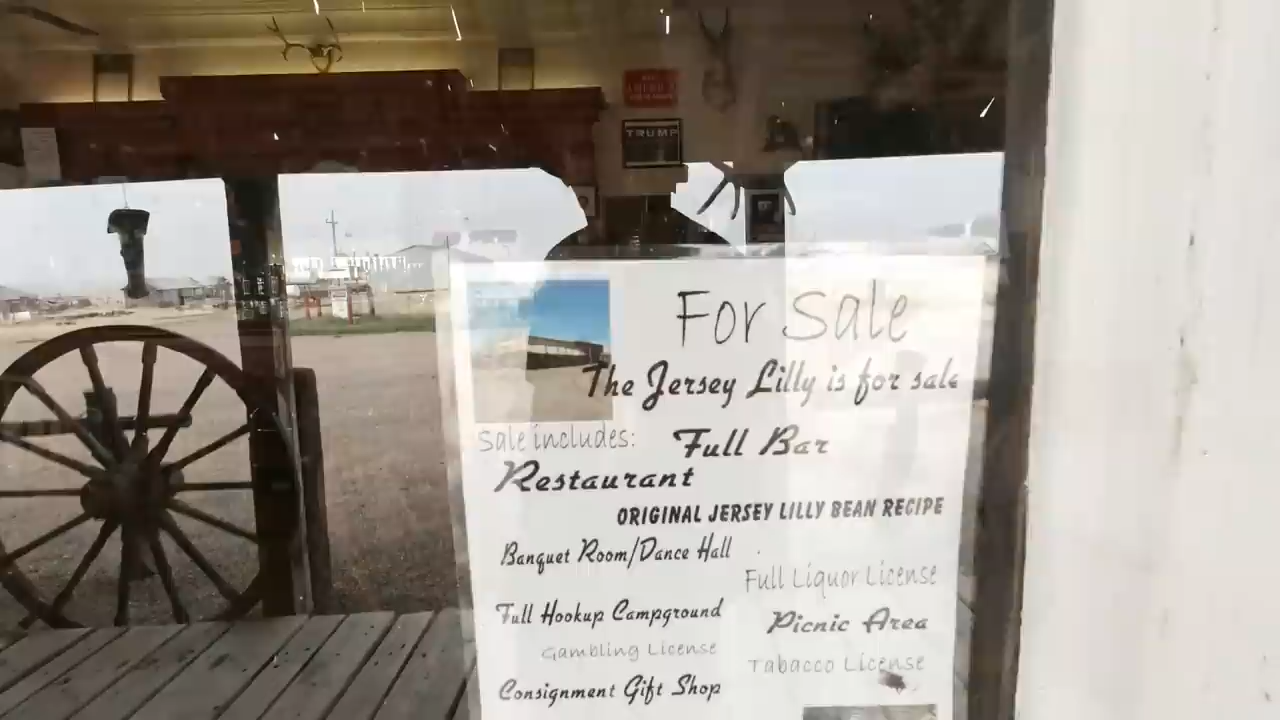 TRUMP
For Sale
The Jersey Lilly is for sale
Sale includes: Full Bar
Restaurant
ORIGINAL JERSEY LILLY BEAN RECIPE
Banquet Room/Dance Hall
Full Liquor License
Full Hookup Campground
Picnic Area
Gambling License
Tabacco License
Consignment Gift Shop